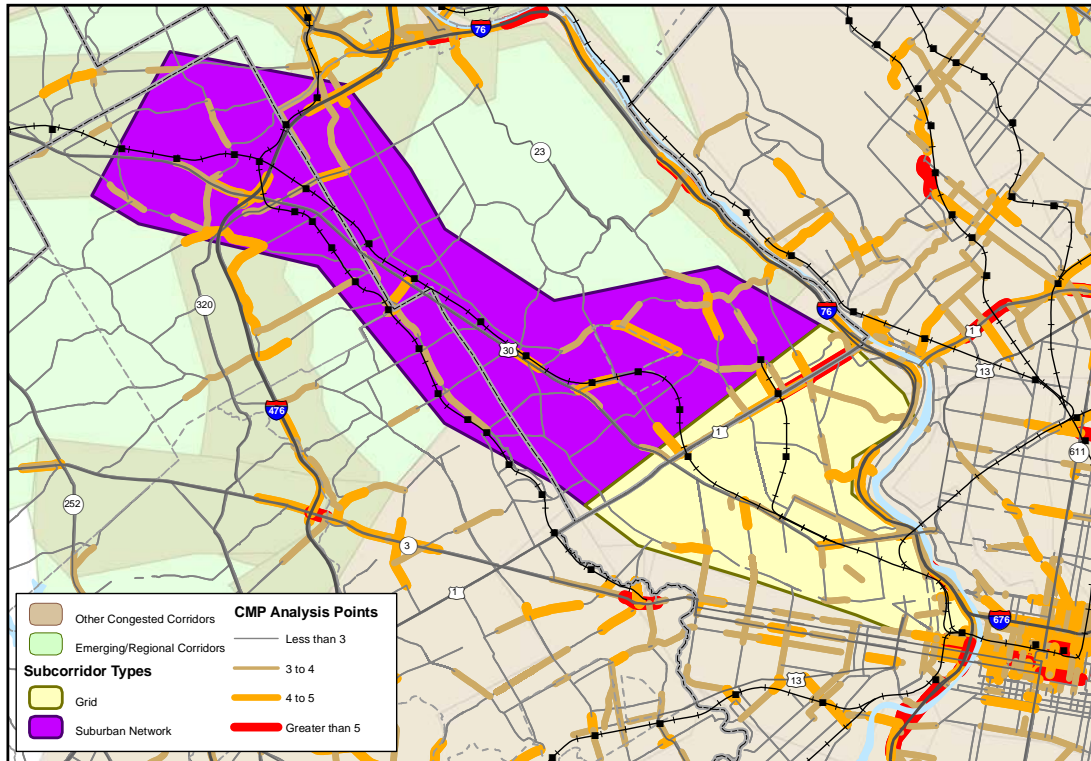 76
23
76
1
13
320
30
476
1
611
252
3
1
676
13
Other Congested Corridors
Emerging/Regional Corridors
Subcorridor Types
Grid
Suburban Network
CMP Analysis Points
Less than 3
3 to 4
4 to 5
Greater than 5